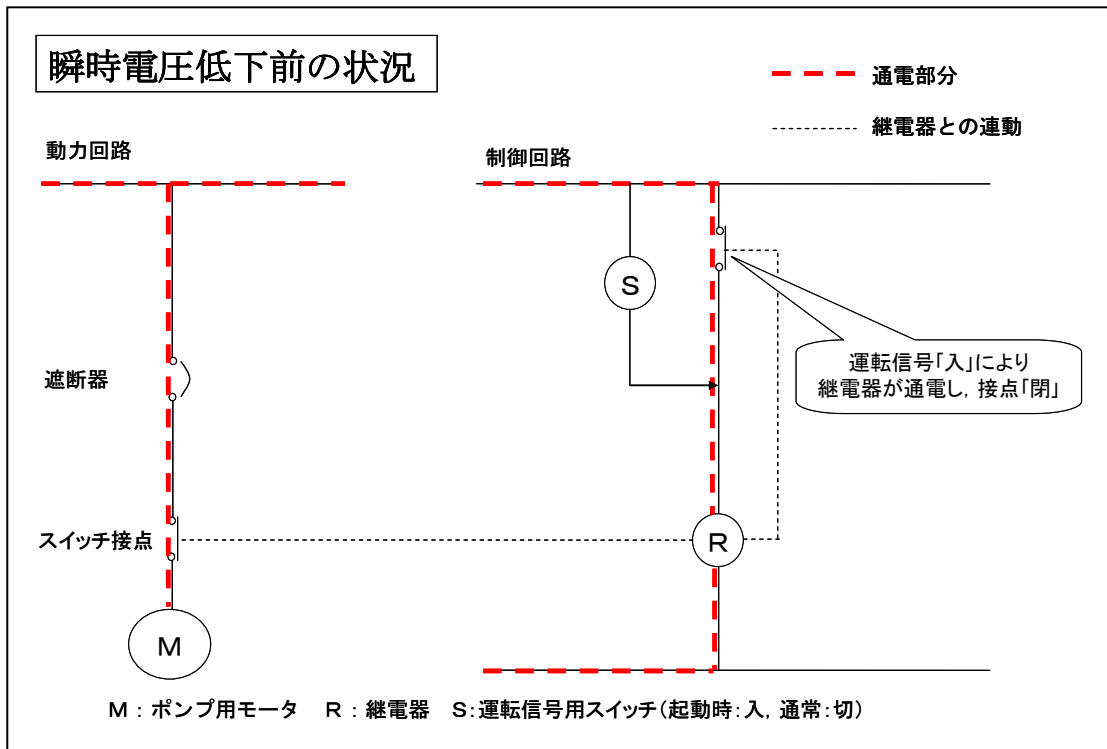 瞬時電圧低下前の状況
通電部分
継電器との連動
動力回路
制御回路
S
運転信号「入」により
継電器が通電し，接点「閉」
遮断器
スイッチ接点
R
M
M：ポンプ用モータ　R：継電器　S：運転信号用スイッチ（起動時：入，通常：切）